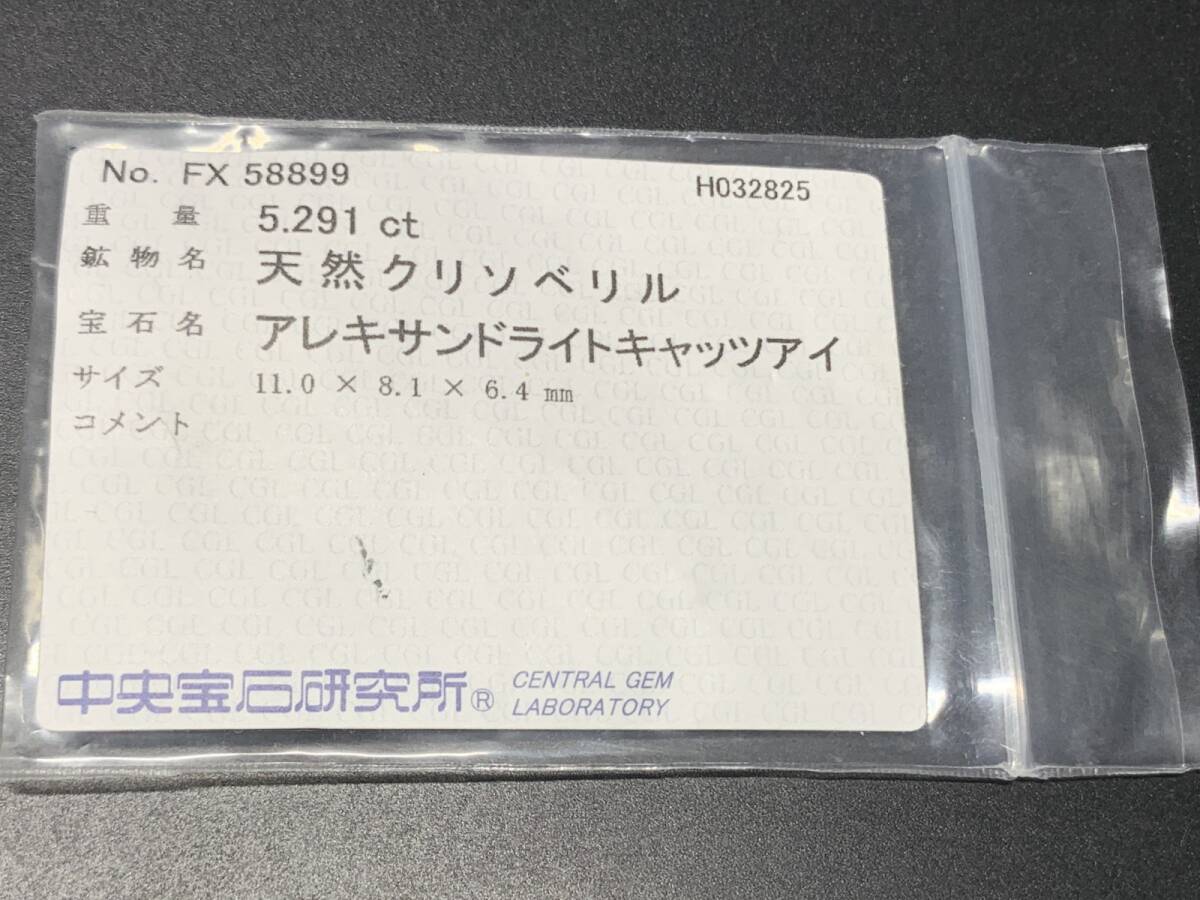 No. FX 58899 H032825
重量 5.291 ct
鉱物名 天然クリソベリル
宝石名 アレキサンドライトキャッツアイ
サイズ 11.0 × 8.1 × 6.4 mm
コメント
中央宝石研究所® CENTRAL GEM
LABORATORY